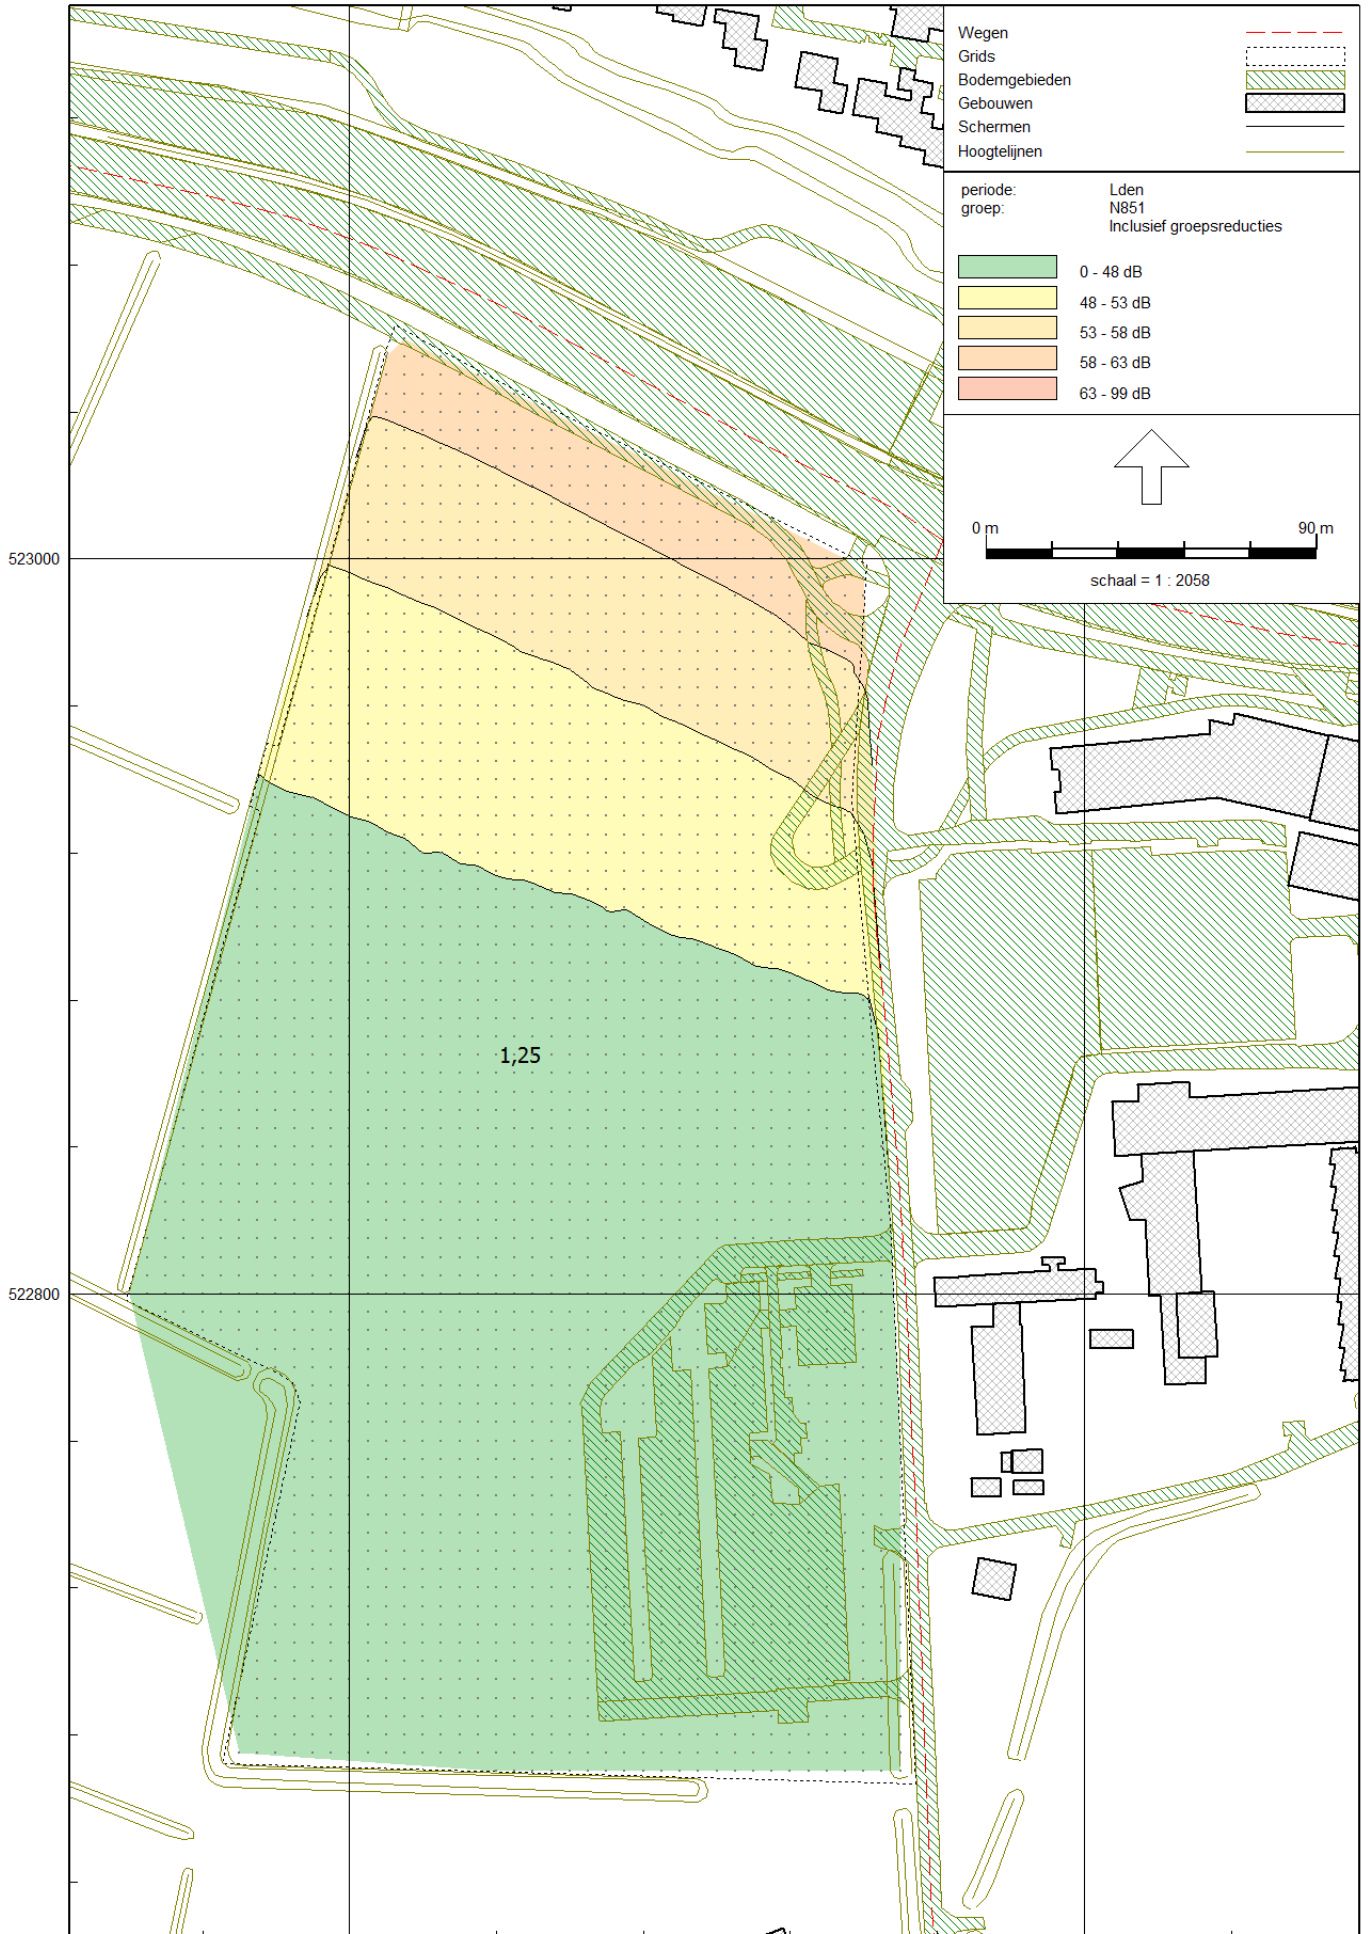 Wegen
Grids
Bodemgebieden
Gebouwen
Schermen
Hoogtelijnen
periode: Lden
groep: N851
Inclusief groepsreducties
0 - 48 dB
48 - 53 dB
53 - 58 dB
58 - 63 dB
63 - 99 dB
0 m 90 m
schaal = 1 : 2058
523000
1,25
522800